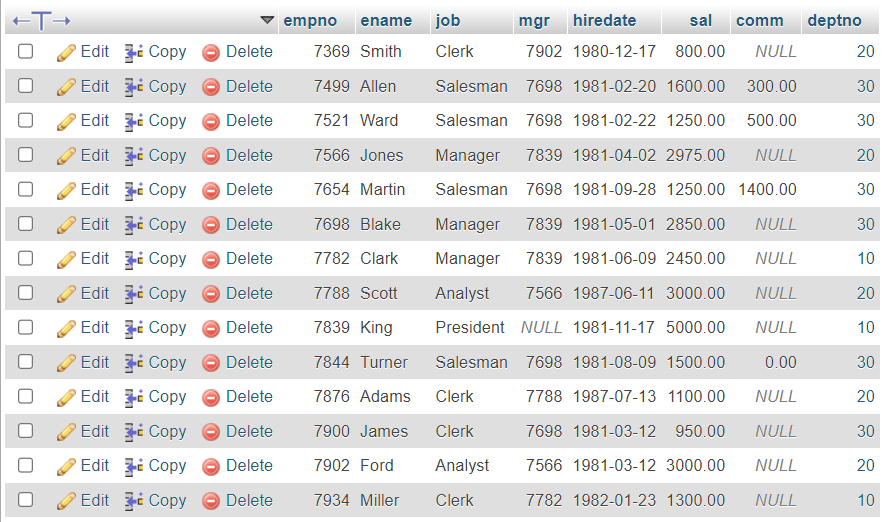 empno ename job mgr hiredate sal comm deptno
Edit Copy Delete 7369 Smith Clerk 7902 1980-12-17 800.00 NULL 20
Edit Copy Delete 7499 Allen Salesman 7698 1981-02-20 1600.00 300.00 30
Edit Copy Delete 7521 Ward Salesman 7698 1981-02-22 1250.00 500.00 30
Edit Copy Delete 7566 Jones Manager 7839 1981-04-02 2975.00 NULL 20
Edit Copy Delete 7654 Martin Salesman 7698 1981-09-28 1250.00 1400.00 30
Edit Copy Delete 7698 Blake Manager 7839 1981-05-01 2850.00 NULL 30
Edit Copy Delete 7782 Clark Manager 7839 1981-06-09 2450.00 NULL 10
Edit Copy Delete 7788 Scott Analyst 7566 1987-06-11 3000.00 NULL 20
Edit Copy Delete 7839 King President NULL 1981-11-17 5000.00 NULL 10
Edit Copy Delete 7844 Turner Salesman 7698 1981-08-09 1500.00 0.00 30
Edit Copy Delete 7876 Adams Clerk 7788 1987-07-13 1100.00 NULL 20
Edit Copy Delete 7900 James Clerk 7698 1981-03-12 950.00 NULL 30
Edit Copy Delete 7902 Ford Analyst 7566 1981-03-12 3000.00 NULL 20
Edit Copy Delete 7934 Miller Clerk 7782 1982-01-23 1300.00 NULL 10